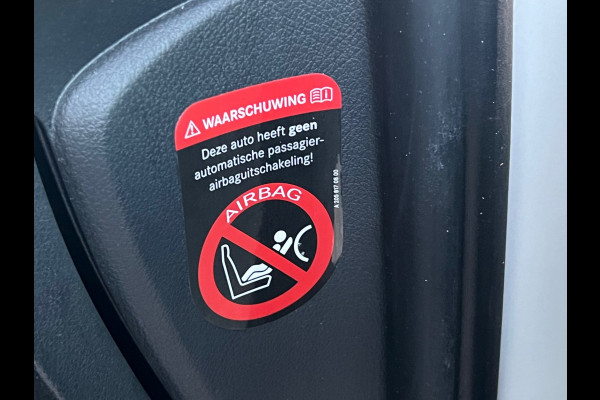 WAARSCHUWING
Deze auto heeft geen
automatische passagier-
airbaguitschakeling!
AIRBAG